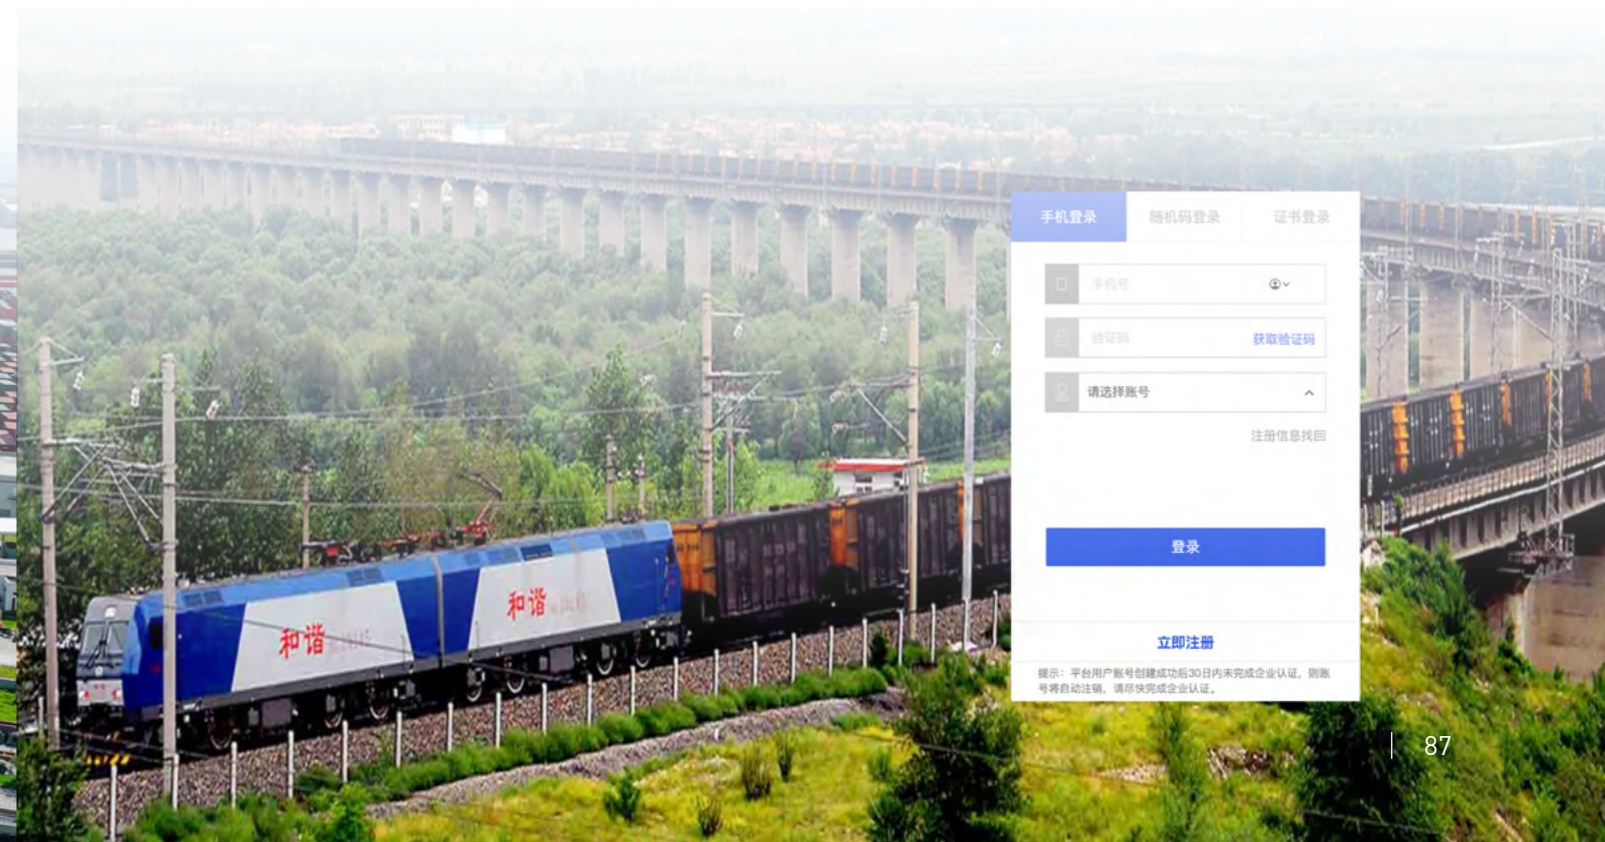 手机登录 随机码登录 证书登录
手机号
验证码 获取验证码
请选择账号
注册信息找回
登录
立即注册
提示：平台用户账号创建成功后30日内未完成企业认证，则账
号将自动注销，请尽快完成企业认证。
和谐
和谐
87